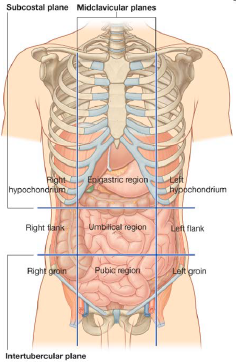 Subcostal plane
Midclavicular planes
Right
hypochondrium
Epigastric region
Left
hypochondrium
Right flank
Umbilical region
Left flank
Right groin
Pubic region
Left groin
Intertubercular plane